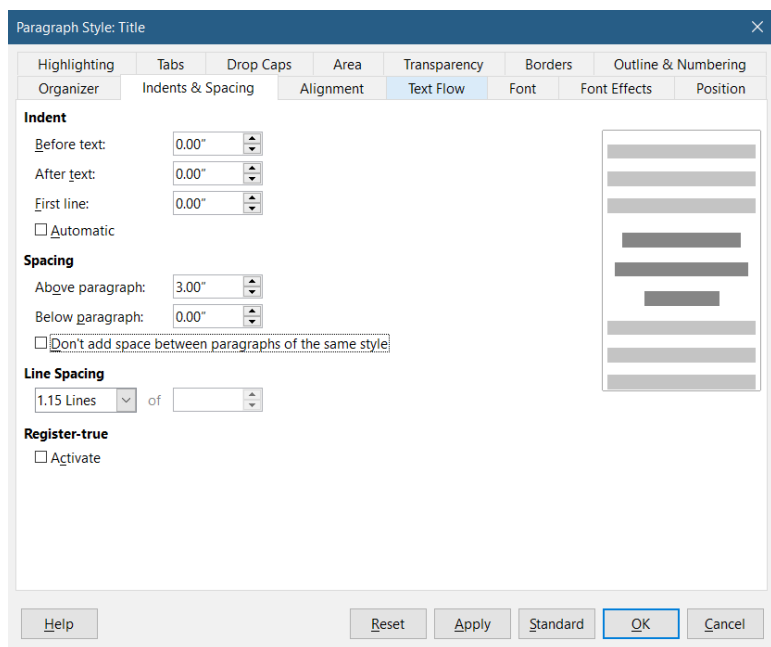 Paragraph Style: Title
Highlighting Tabs Drop Caps Area Transparency Borders Outline & Numbering
Organizer Indents & Spacing Alignment Text Flow Font Font Effects Position
Indent
Before text: 0.00"
After text: 0.00"
First line: 0.00"
Automatic
Spacing
Above paragraph: 3.00"
Below paragraph: 0.00"
Don't add space between paragraphs of the same style
Line Spacing
1.15 Lines of
Register-true
Activate
Help Reset Apply Standard OK Cancel